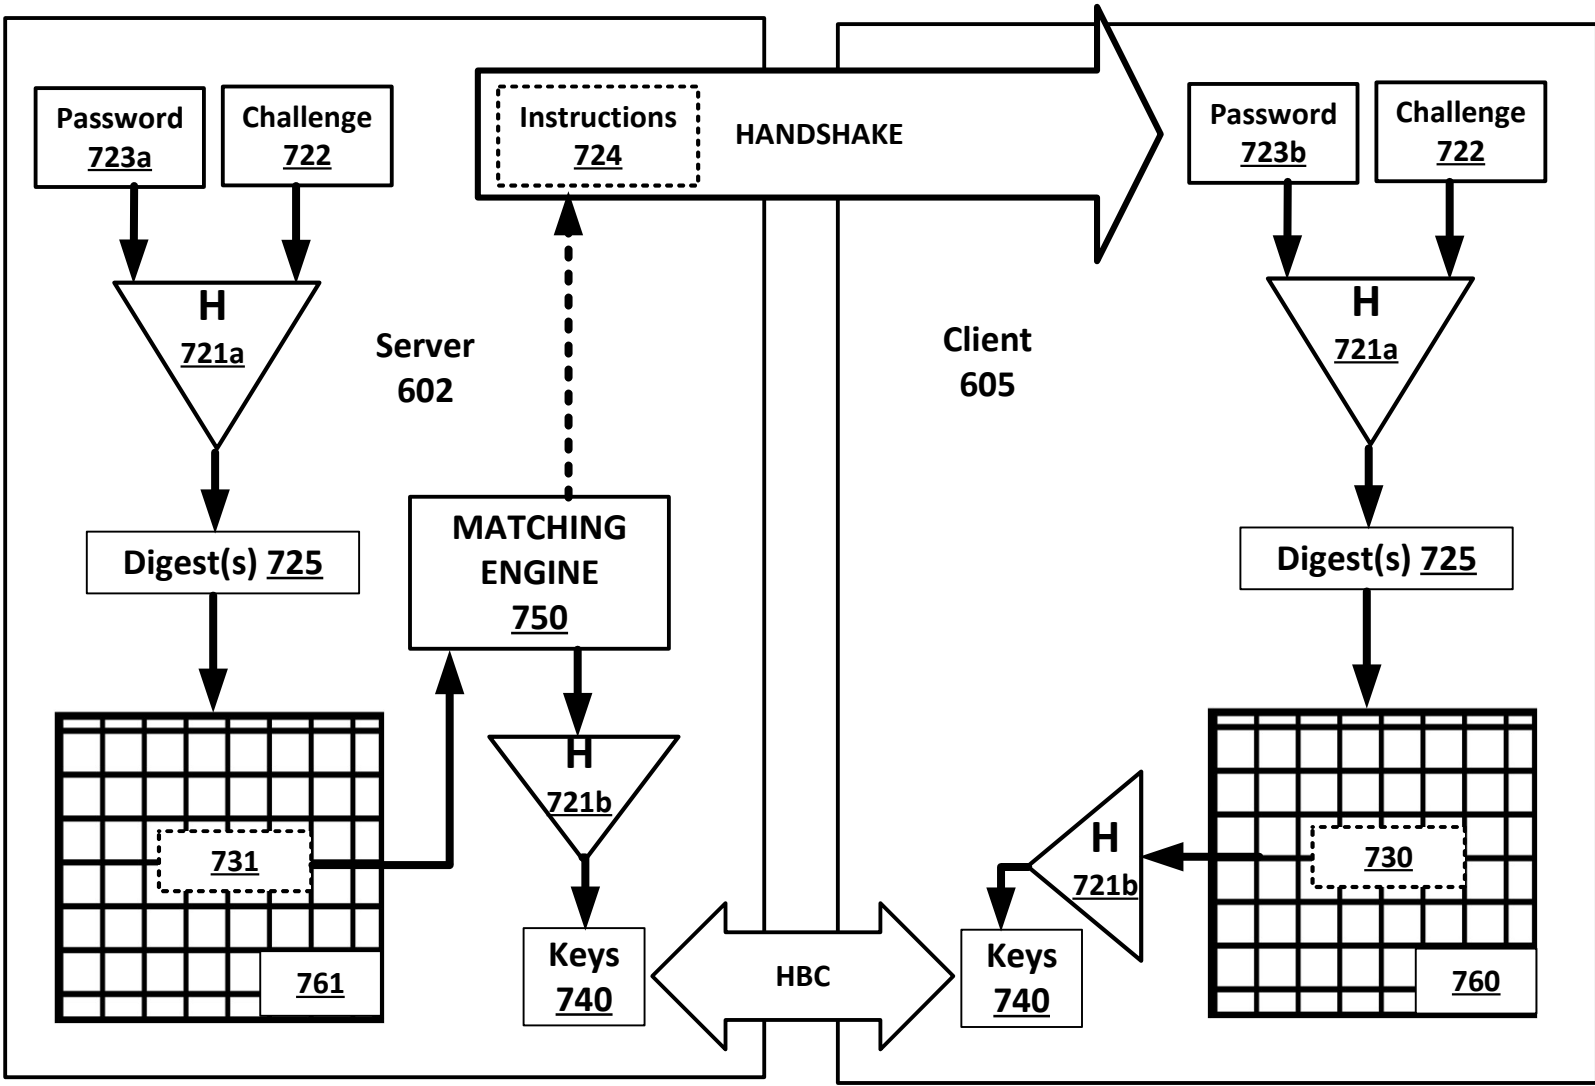 Password
723a
Challenge
722
Instructions
724
HANDSHAKE
Password
723b
Challenge
722
H
721a
Server
602
Client
605
H
721a
MATCHING
ENGINE
750
Digest(s) 725
Digest(s) 725
H
721b
731
761
Keys
740
HBC
H
721b
Keys
740
730
760